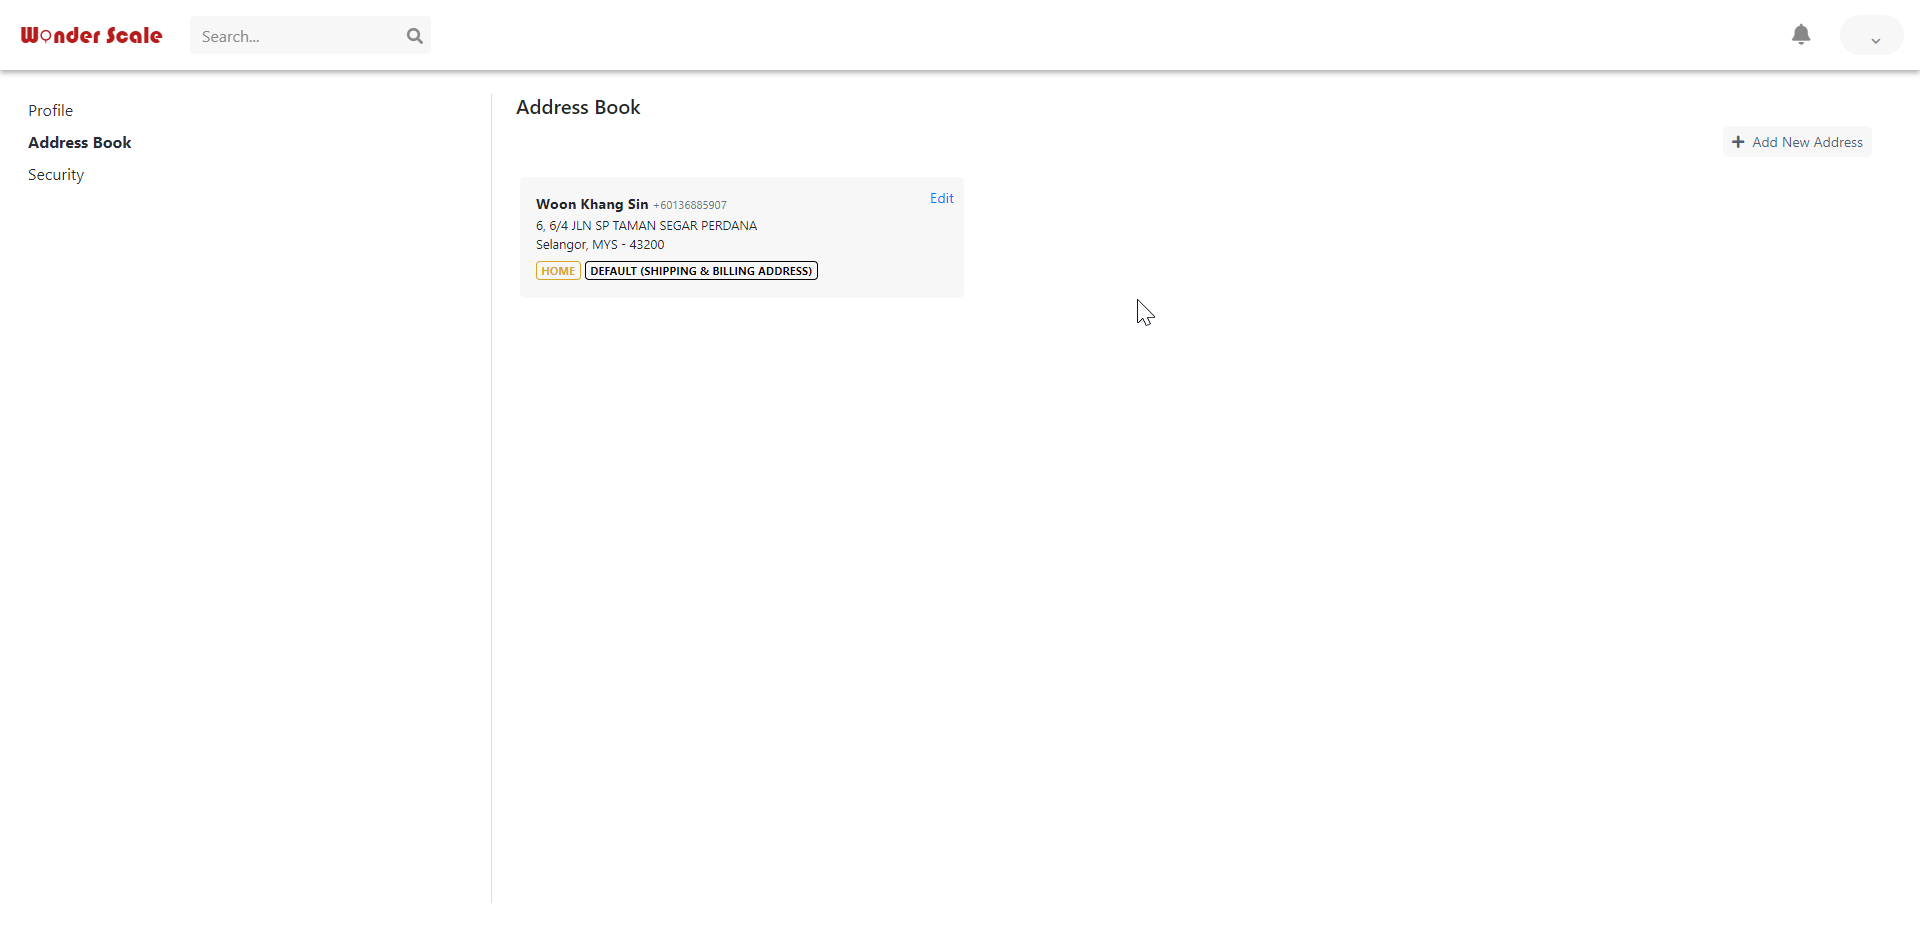 Wonder Scale
Search...
Profile
Address Book
Security
Address Book
Add New Address
Woon Khang Sin +60136885907
Edit
6, 6/4 JLN SP TAMAN SEGAR PERDANA
Selangor, MYS - 43200
HOME DEFAULT (SHIPPING & BILLING ADDRESS)